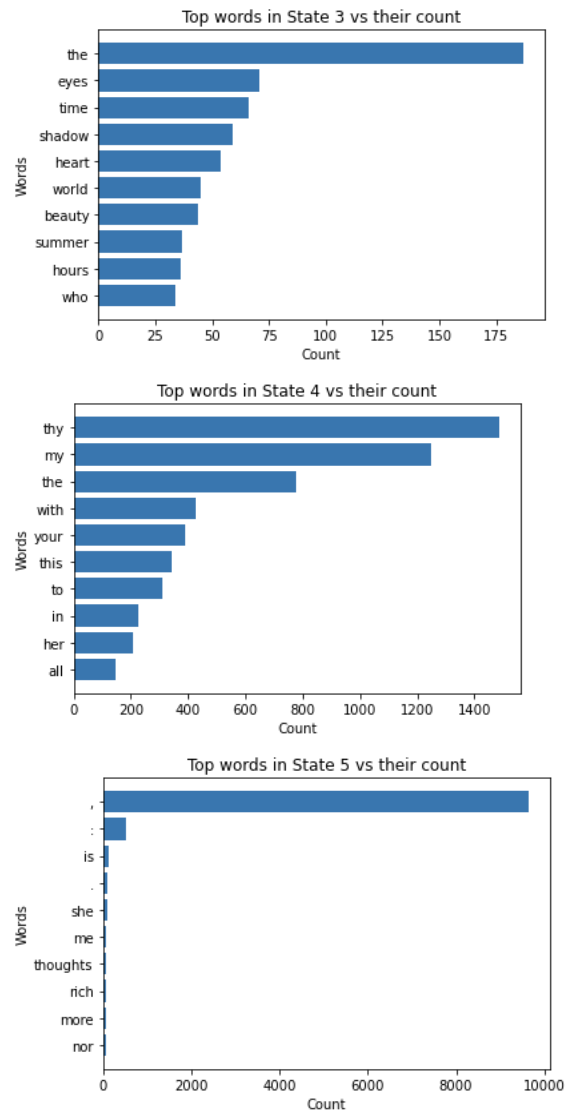 Top words in State 3 vs their count
the
eyes
time
shadow
heart
world
beauty
summer
hours
who
Words
0 25 50 75 100 125 150 175
Count
Top words in State 4 vs their count
thy
my
the
with
your
this
to
in
her
all
Words
0 200 400 600 800 1000 1200 1400
Count
Top words in State 5 vs their count
,
:
is
.
she
me
thoughts
rich
more
nor
Words
0 2000 4000 6000 8000 10000
Count